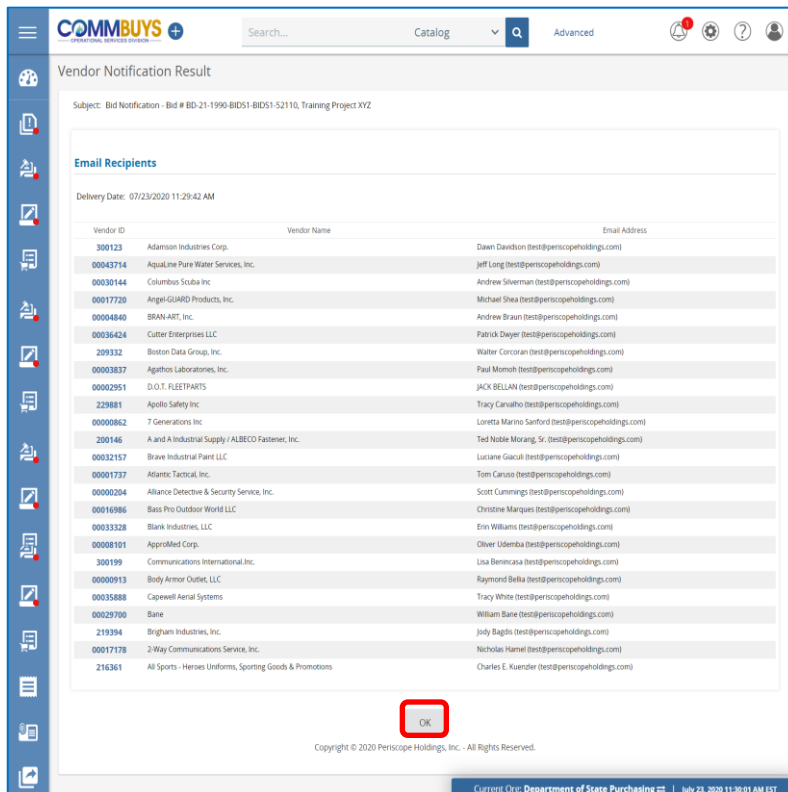 COMMBUYS
OPERATIONAL SERVICES DIVISION
Search... Catalog Advanced 1
Vendor Notification Result
Subject: Bid Notification - Bid # BD-21-1990-BIDS1-BIDS1-52110, Training Project XYZ
Email Recipients
Delivery Date: 07/23/2020 11:29:42 AM
Vendor ID Vendor Name Email Address
300123 Adamson Industries Corp. Dawn Davidson (test@periscopeholdings.com)
00043714 AquaLine Pure Water Services, Inc. Jeff Long (test@periscopeholdings.com)
00030144 Columbus Scuba Inc Andrew Silverman (test@periscopeholdings.com)
00017720 Angel-GUARD Products, Inc. Michael Shea (test@periscopeholdings.com)
00004840 BRAN-ART, Inc. Andrew Braun (test@periscopeholdings.com)
00036424 Cutter Enterprises LLC Patrick Dwyer (test@periscopeholdings.com)
209332 Boston Data Group, Inc. Walter Corcoran (test@periscopeholdings.com)
00003837 Agathos Laboratories, Inc. Paul Momoh (test@periscopeholdings.com)
00002951 D.O.T. FLEETPARTS JACK BELLAN (test@periscopeholdings.com)
229881 Apollo Safety Inc Tracy Carvalho (test@periscopeholdings.com)
00000862 7 Generations Inc Loretta Marino Sanford (test@periscopeholdings.com)
200146 A and A Industrial Supply / ALBECO Fastener, Inc. Ted Noble Morang, Sr. (test@periscopeholdings.com)
00032157 Brave Industrial Paint LLC Luciane Giaculi (test@periscopeholdings.com)
00001737 Atlantic Tactical, Inc. Tom Caruso (test@periscopeholdings.com)
00000204 Alliance Detective & Security Service, Inc. Scott Cummings (test@periscopeholdings.com)
00016986 Bass Pro Outdoor World LLC Christine Marques (test@periscopeholdings.com)
00033328 Blank Industries, LLC Erin Williams (test@periscopeholdings.com)
00008101 ApproMed Corp. Oliver Udemba (test@periscopeholdings.com)
300199 Communications International.Inc. Lisa Benincasa (test@periscopeholdings.com)
00000913 Body Armor Outlet, LLC Raymond Bellia (test@periscopeholdings.com)
00035888 Capewell Aerial Systems Tracy White (test@periscopeholdings.com)
00029700 Bane William Bane (test@periscopeholdings.com)
219394 Brigham Industries, Inc. Jody Bagdis (test@periscopeholdings.com)
00017178 2-Way Communications Service, Inc. Nicholas Hamel (test@periscopeholdings.com)
216361 All Sports - Heroes Uniforms, Sporting Goods & Promotions Charles E. Kuenzler (test@periscopeholdings.com)
OK
Copyright © 2020 Periscope Holdings, Inc. - All Rights Reserved.
Current Org: Department of State Purchasing | July 23, 2020 11:30:01 AM EST